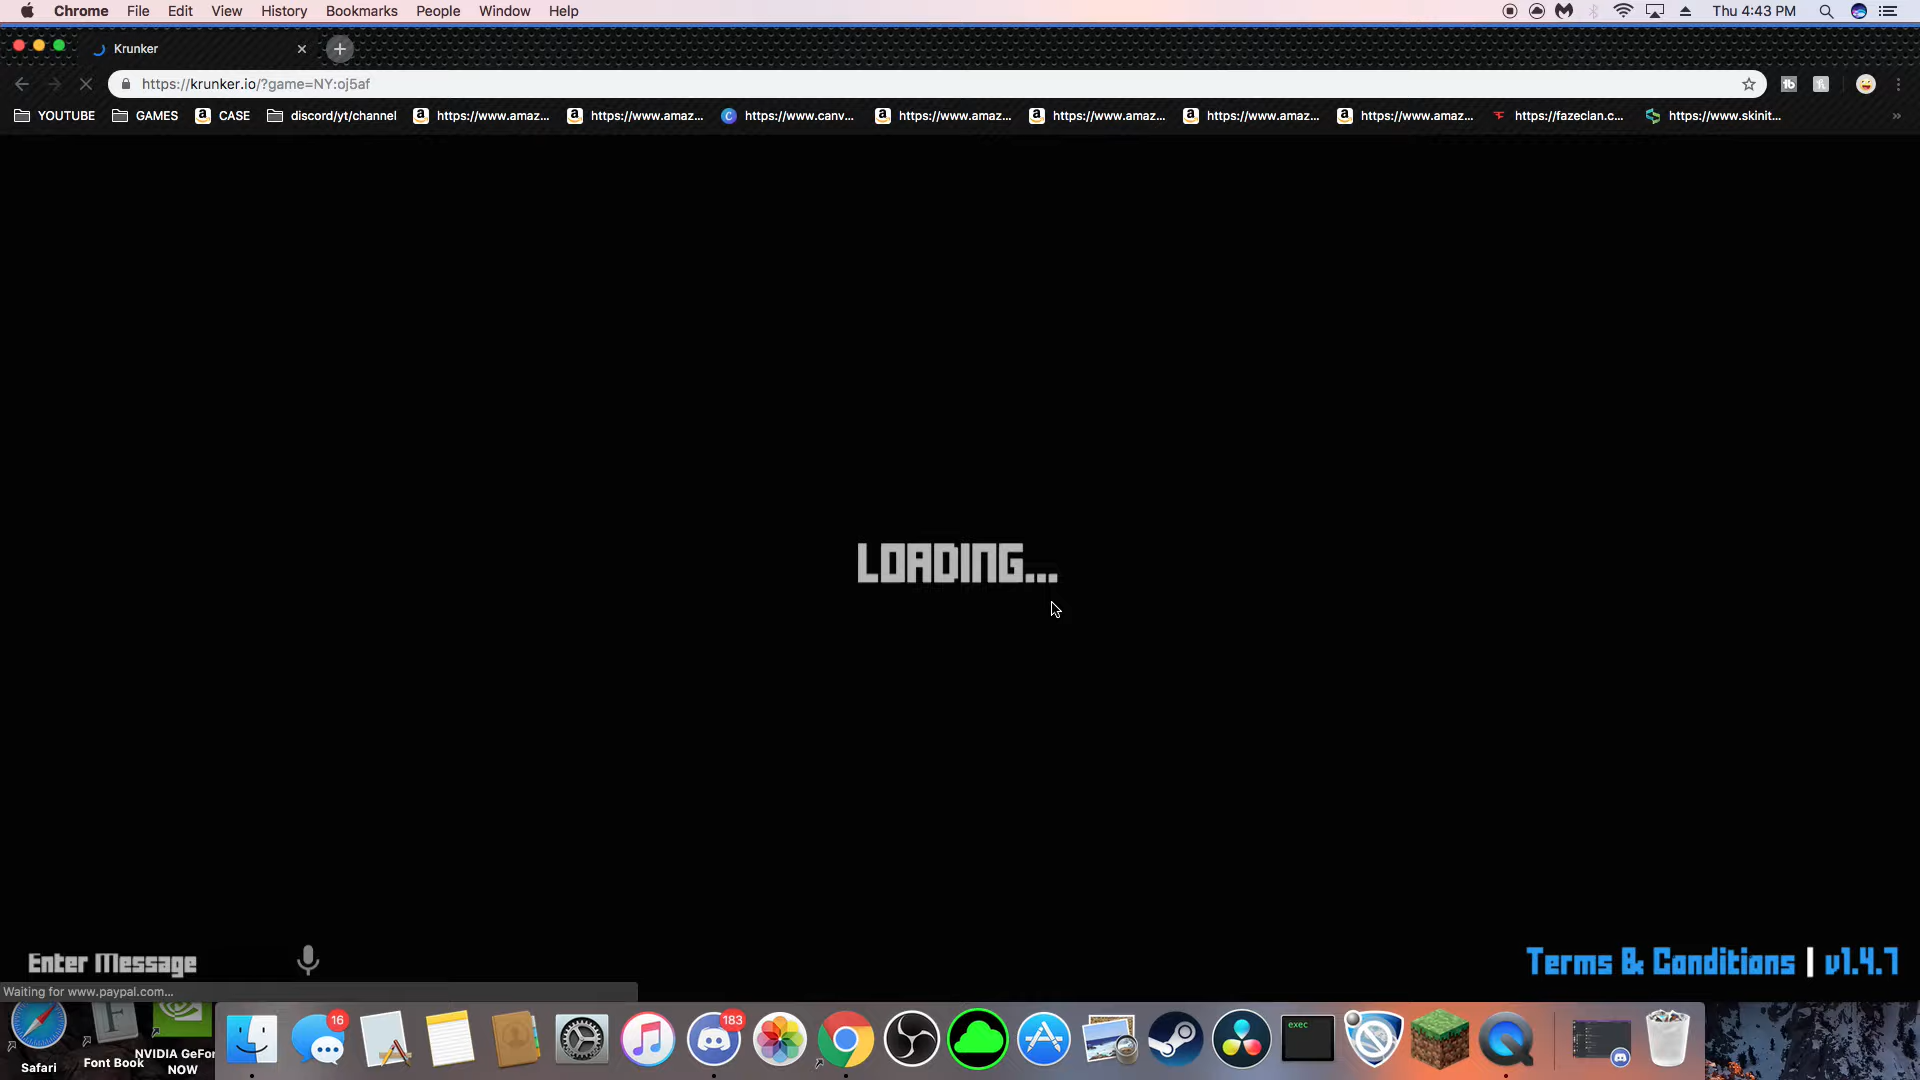 Chrome File Edit View History Bookmarks People Window Help Thu 4:43 PM
Krunker
https://krunker.io/?game=NY:oj5af
YOUTUBE GAMES CASE discord/yt/channel https://www.amaz... https://www.amaz... https://www.canv... https://www.amaz... https://www.amaz... https://www.amaz... https://www.amaz... https://fazeclan.c... https://www.skinit...
LOADING...
Enter Message
Terms & Conditions | v1.4.7
Waiting for www.paypal.com...
16
183
exec
Safari
Font Book
NVIDIA GeFor
NOW